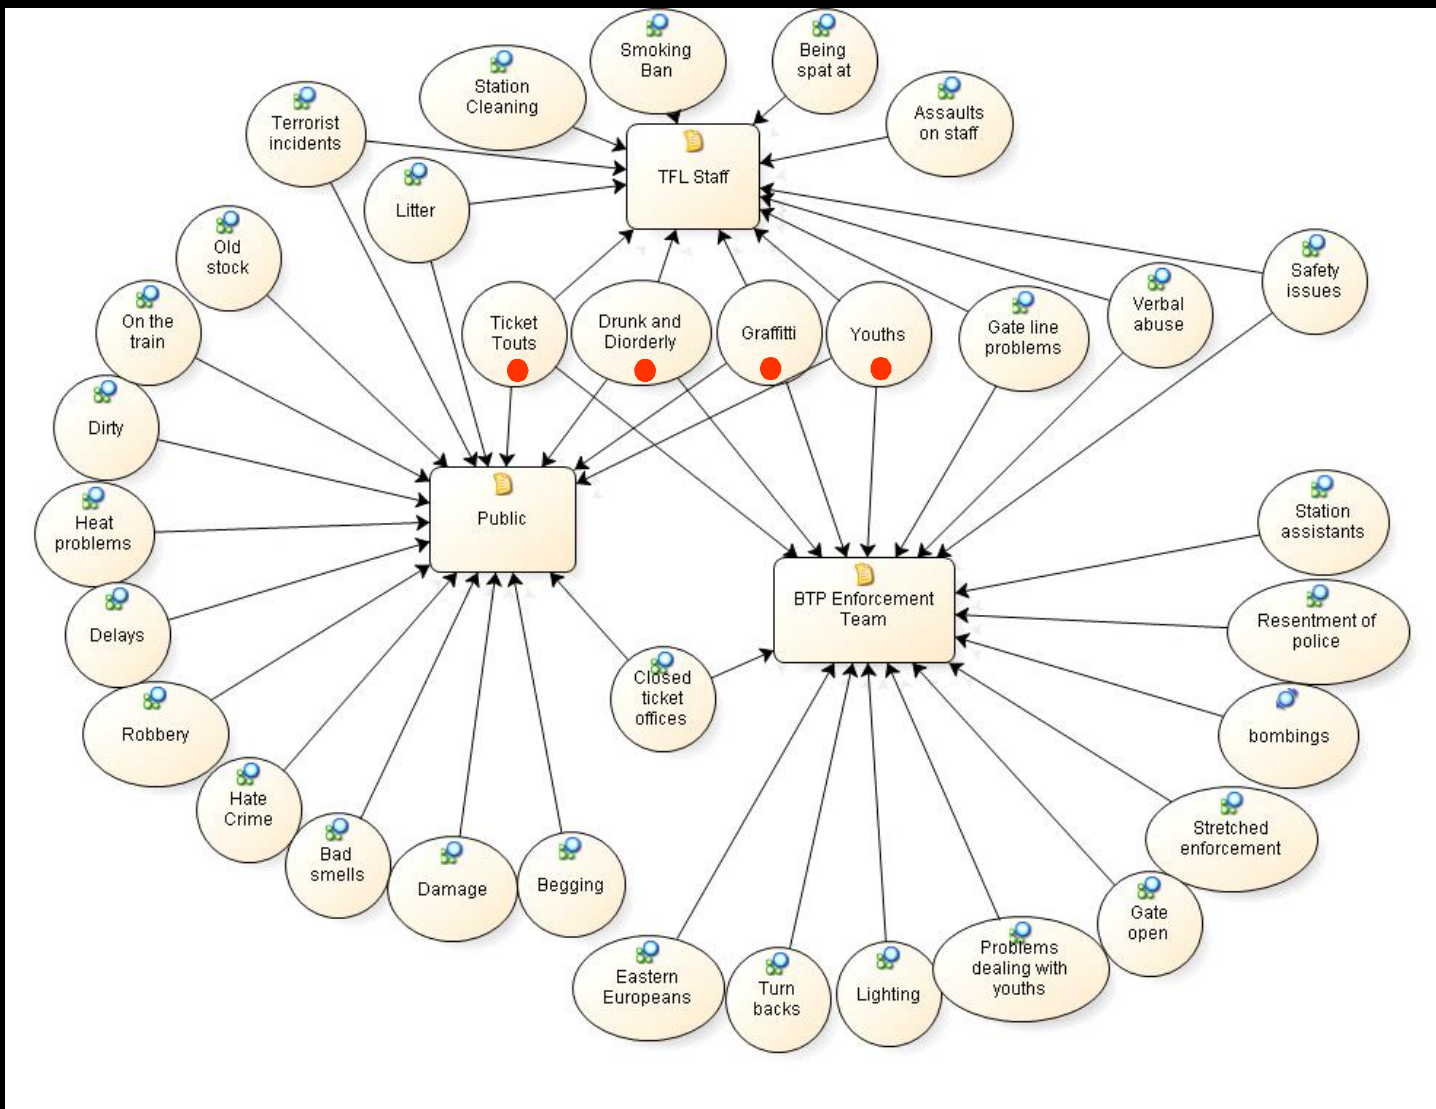 Smoking
Ban
Being
spat at
Station
Cleaning
Assaults
on staff
Terrorist
incidents
TFL Staff
Litter
Old
stock
Safety
issues
On the
train
Ticket
Touts
Drunk and
Diorderly
Graffitti
Youths
Gate line
problems
Verbal
abuse
Dirty
Public
Heat
problems
Station
assistants
BTP Enforcement
Team
Delays
Resentment of
police
Closed
ticket
offices
Robbery
bombings
Hate
Crime
Stretched
enforcement
Bad
smells
Damage
Begging
Gate
open
Eastern
Europeans
Turn
backs
Lighting
Problems
dealing with
youths